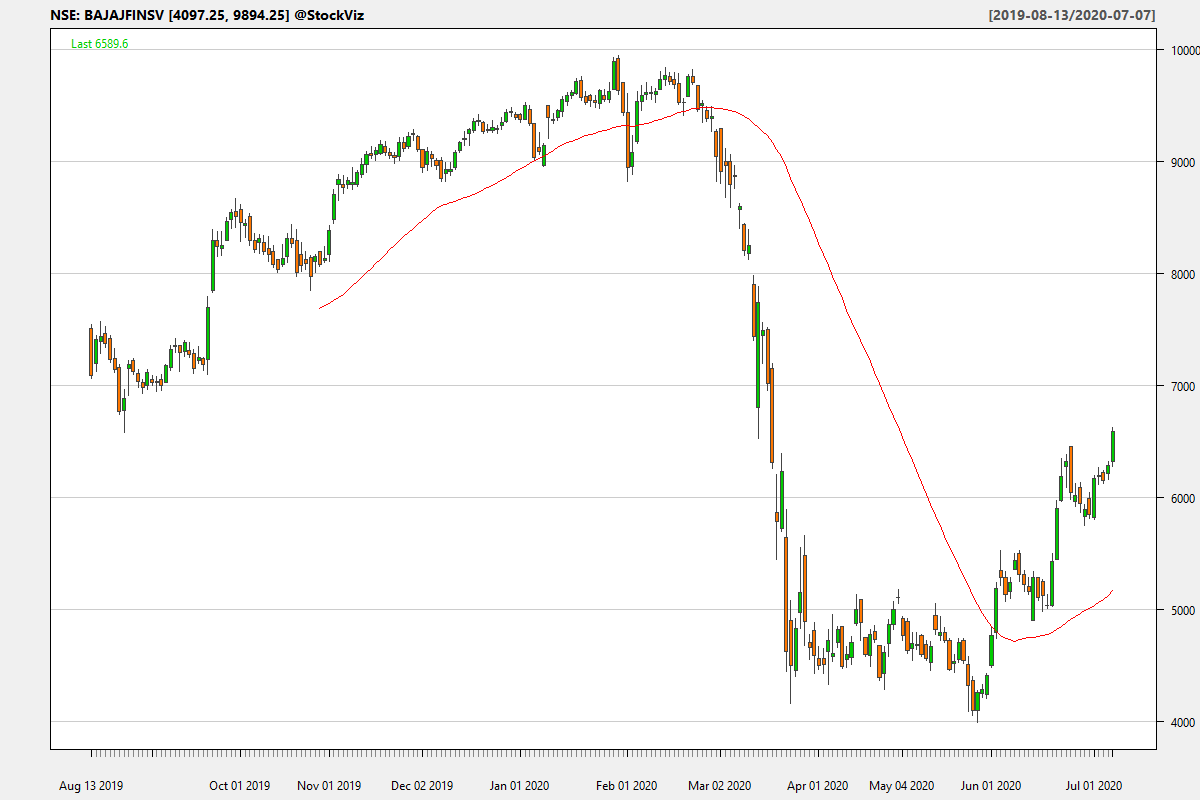 NSE: BAJAJFINSV [4097.25, 9894.25] @StockViz [2019-08-13/2020-07-07]
Last 6589.6
10000
9000
8000
7000
6000
5000
4000
Aug 13 2019 Oct 01 2019 Nov 01 2019 Dec 02 2019 Jan 01 2020 Feb 01 2020 Mar 02 2020 Apr 01 2020 May 04 2020 Jun 01 2020 Jul 01 2020